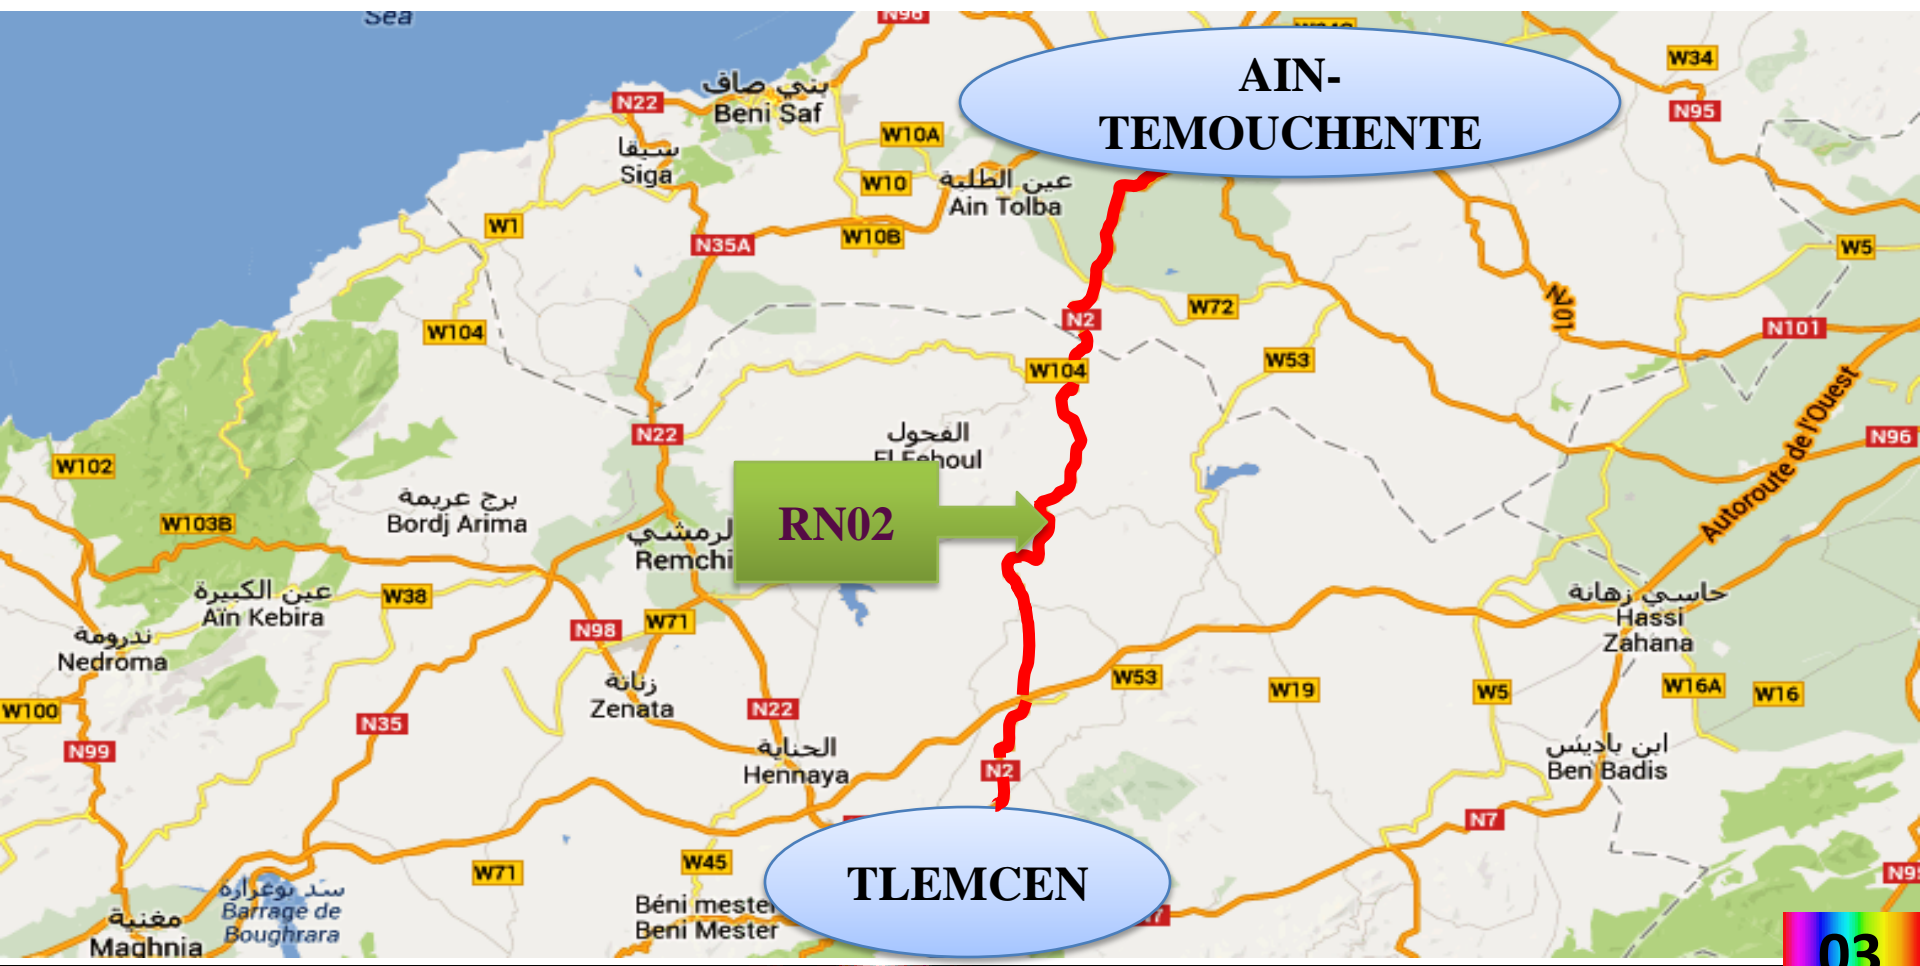 Sea
N96
AIN-
TEMOUCHENTE
W34
N95
N22
بني صاف
Beni Saf
W10A
سيقا
Siga
W10
عين الطلبة
Ain Tolba
W1
N35A
W10B
W5
W72
N101
N2
N101
W104
W53
W104
Autoroute de l'Ouest
N22
الفحول
El Fehoul
N96
W102
برج عريمة
Bordj Arima
W103B
RN02
الرمشي
Remchi
عين الكبيرة
Aïn Kebira
W38
حاسي زهانة
Hassi
Zahana
ندرومة
Nedroma
N98
W71
زناتة
Zenata
W53
W19
W5
W16A
W16
W100
N35
N22
N99
الحناية
Hennaya
N2
ابن باديس
Ben Badis
N7
W71
W45
TLEMCEN
سد بوغرارة
Barrage de
Boughrara
Béni mester
Beni Mester
مغنية
Maghnia
03